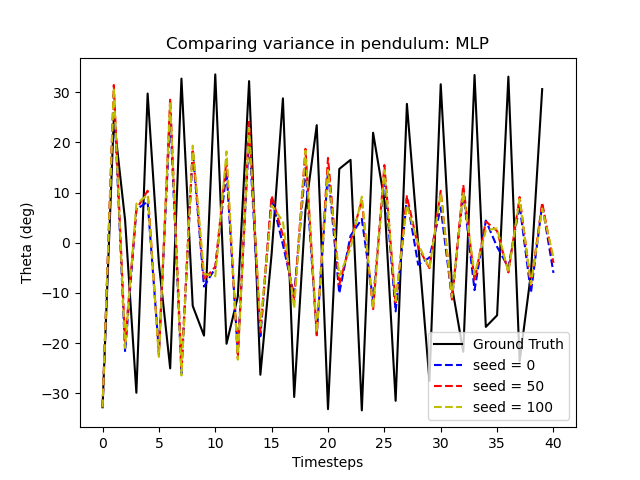 Comparing variance in pendulum: MLP
Theta (deg)
30
20
10
0
−10
−20
−30
0
5
10
15
20
25
30
35
40
Timesteps
Ground Truth
seed = 0
seed = 50
seed = 100